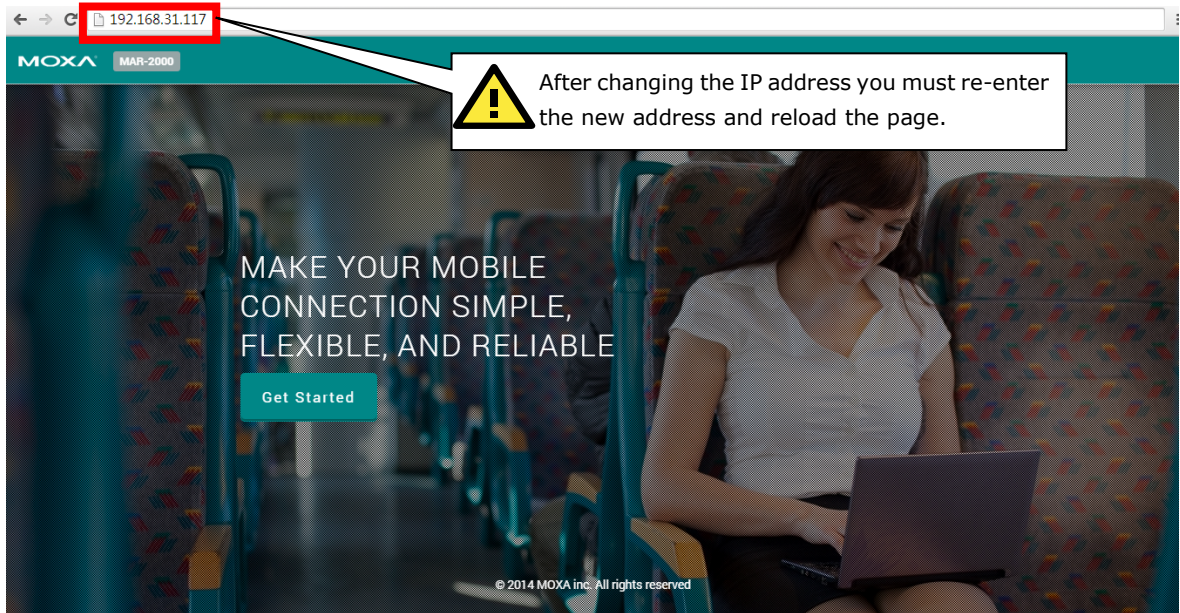 192.168.31.117
MOXA MAR-2000
After changing the IP address you must re-enter
the new address and reload the page.
MAKE YOUR MOBILE
CONNECTION SIMPLE,
FLEXIBLE, AND RELIABLE
Get Started
© 2014 MOXA inc. All rights reserved